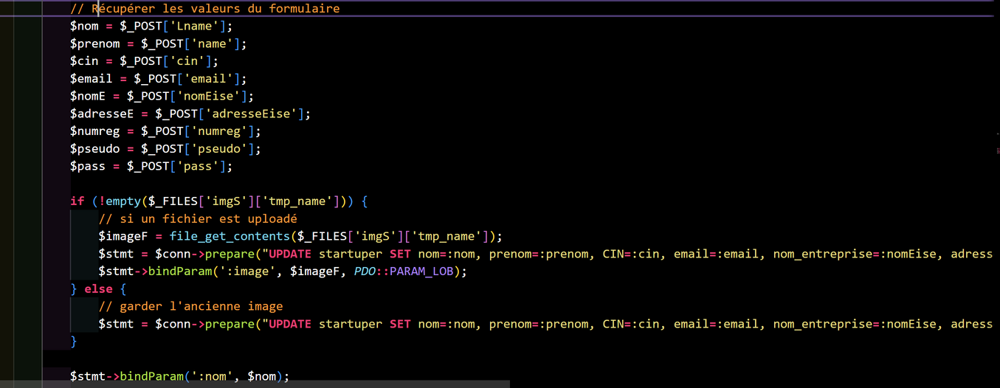 // Récupérer les valeurs du formulaire
$nom = $_POST['Lname'];
$prenom = $_POST['name'];
$cin = $_POST['cin'];
$email = $_POST['email'];
$nomE = $_POST['nomEise'];
$adresseE = $_POST['adresseEise'];
$numreg = $_POST['numreg'];
$pseudo = $_POST['pseudo'];
$pass = $_POST['pass'];
if (!empty($_FILES['imgS']['tmp_name'])) {
// si un fichier est uploadé
$imageF = file_get_contents($_FILES['imgS']['tmp_name']);
$stmt = $conn->prepare("UPDATE startuper SET nom=:nom, prenom=:prenom, CIN=:cin, email=:email, nom_entreprise=:nomEise, adress
$stmt->bindParam(':image', $imageF, PDO::PARAM_LOB);
} else {
// garder l'ancienne image
$stmt = $conn->prepare("UPDATE startuper SET nom=:nom, prenom=:prenom, CIN=:cin, email=:email, nom_entreprise=:nomEise, adress
}
$stmt->bindParam(':nom', $nom);